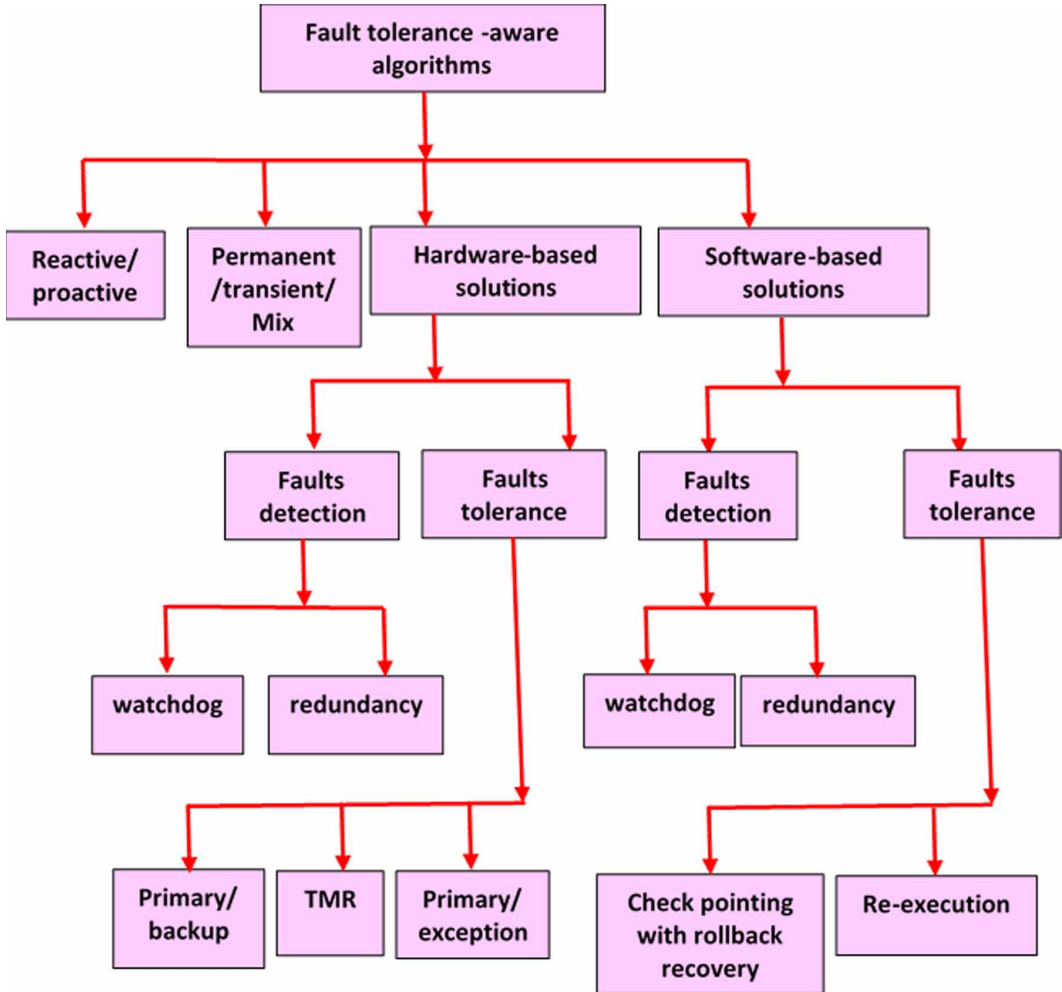 Fault tolerance -aware
algorithms
Reactive/
proactive
Permanent
/transient/
Mix
Hardware-based
solutions
Software-based
solutions
Faults
detection
Faults
tolerance
Faults
detection
Faults
tolerance
watchdog
redundancy
watchdog
redundancy
Primary/
backup
TMR
Primary/
exception
Check pointing
with rollback
recovery
Re-execution